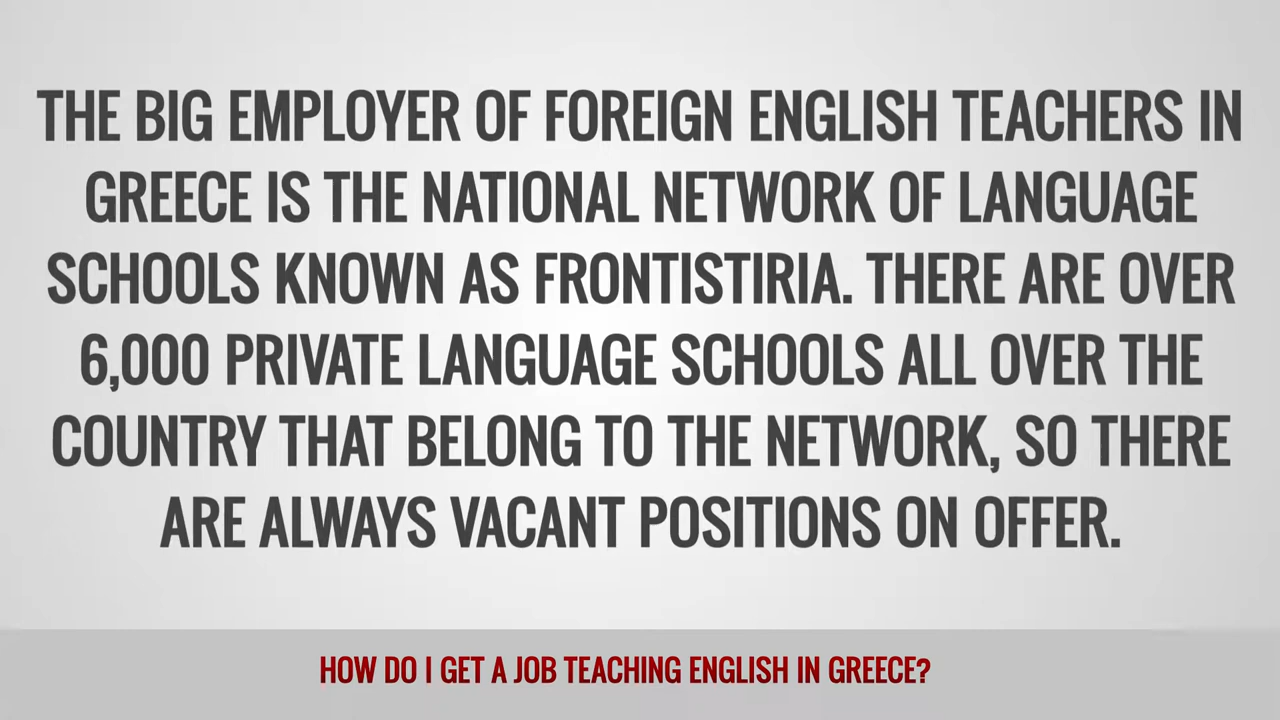 THE BIG EMPLOYER OF FOREIGN ENGLISH TEACHERS IN
GREECE IS THE NATIONAL NETWORK OF LANGUAGE
SCHOOLS KNOWN AS FRONTISTIRIA. THERE ARE OVER
6,000 PRIVATE LANGUAGE SCHOOLS ALL OVER THE
COUNTRY THAT BELONG TO THE NETWORK, SO THERE
ARE ALWAYS VACANT POSITIONS ON OFFER.
HOW DO I GET A JOB TEACHING ENGLISH IN GREECE?